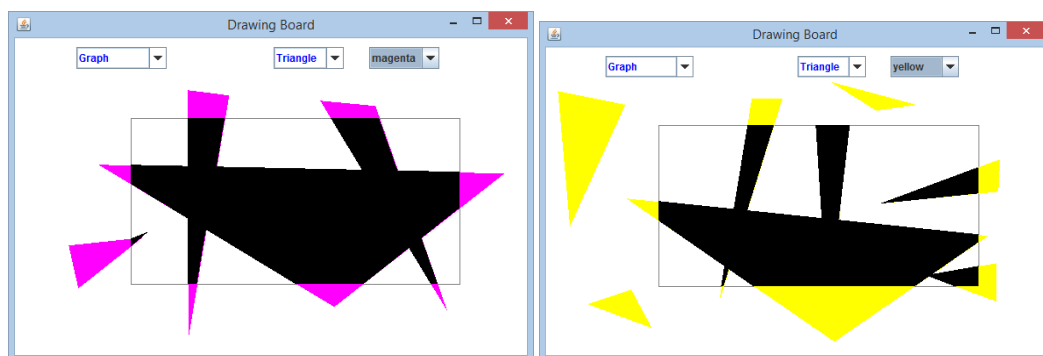 Drawing Board
Graph
Triangle
magenta
Drawing Board
Graph
Triangle
yellow